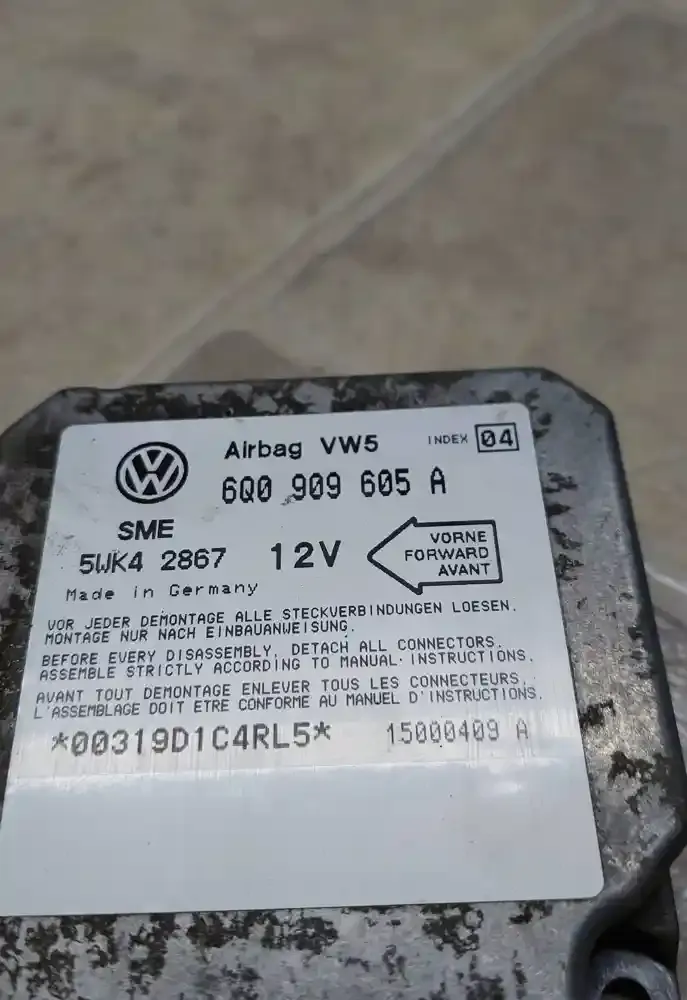 Airbag VW5 INDEX 04
6Q0 909 605 A
SME
5WK4 2867 12V
VORNE
FORWARD
AVANT
Made in Germany
VOR JEDER DEMONTAGE ALLE STECKVERBINDUNGEN LOESEN.
MONTAGE NUR NACH EINBAUANWEISUNG.
BEFORE EVERY DISASSEMBLY, DETACH ALL CONNECTORS.
ASSEMBLE STRICTLY ACCORDING TO MANUAL- INSTRUCTIONS.
AVANT TOUT DEMONTAGE ENLEVER TOUS LES CONNECTEURS.
L'ASSEMBLAGE DOIT ETRE CONFORME AU MANUEL D'INSTRUCTIONS.
*00319D1C4RL5* 15000409 A